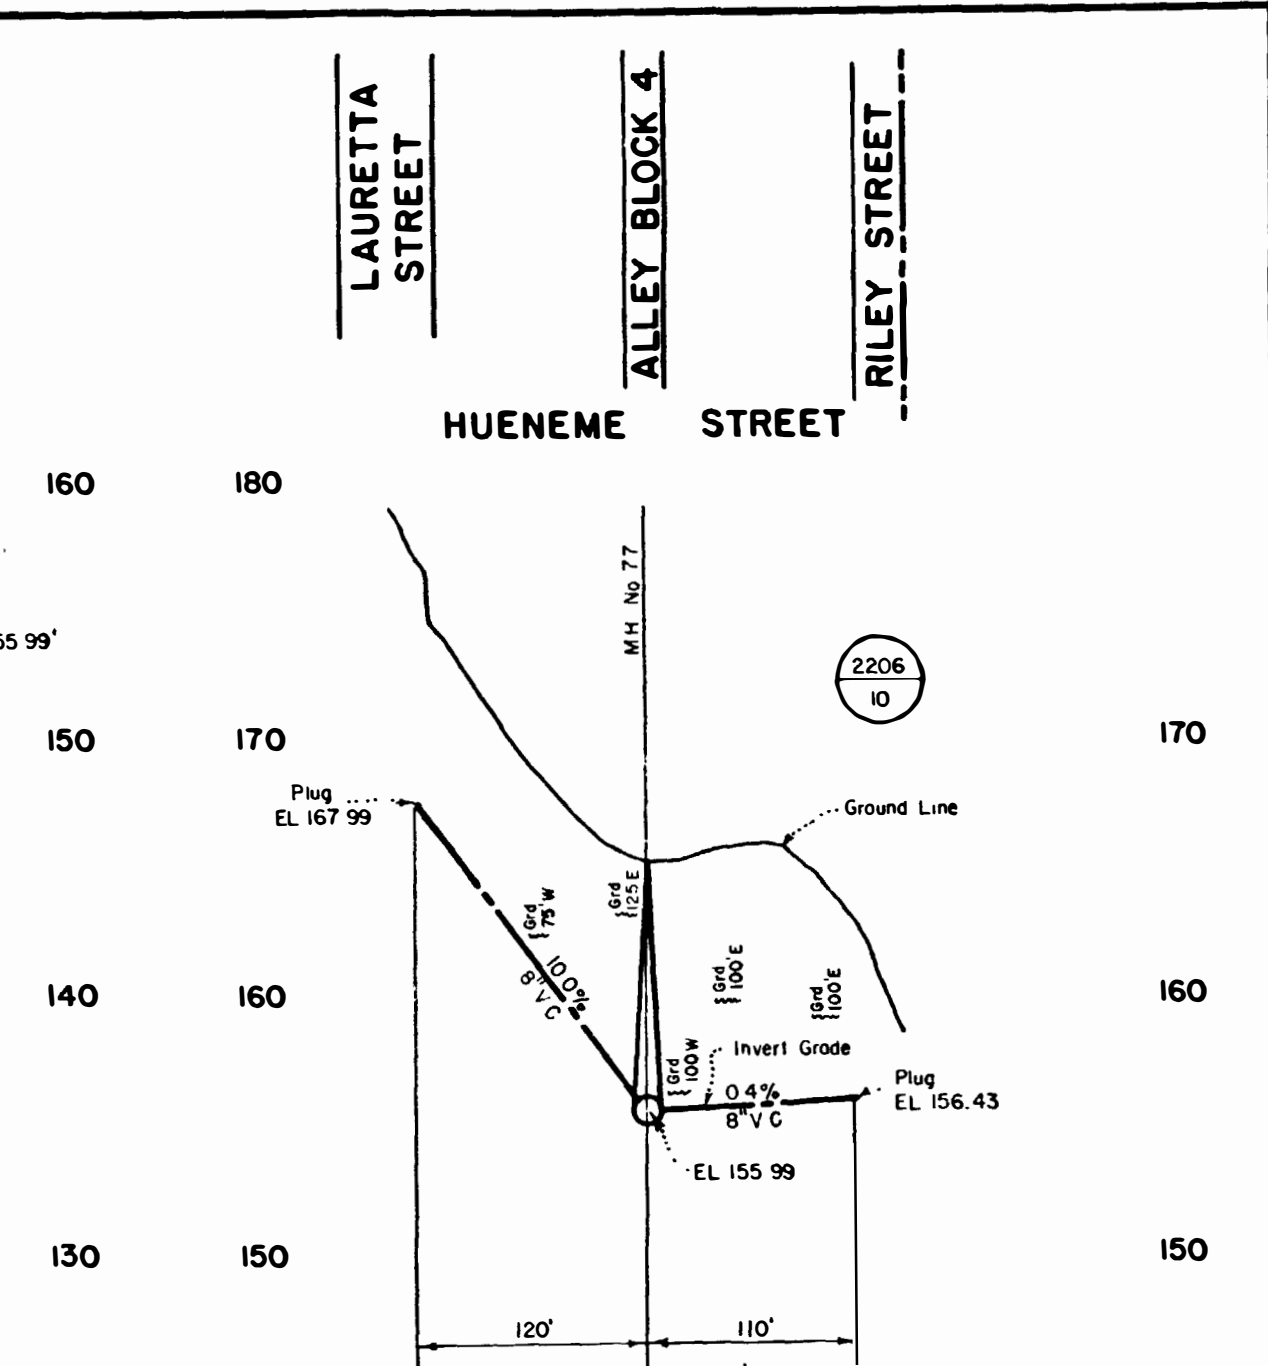 LAURETTA
STREET
ALLEY BLOCK 4
RILEY STREET
HUENEME STREET
160 180
MH No 77
55 99'
2206
10
150 170 170
Plug
EL 167 99
Ground Line
{Grd
{75'W
{Grd
{125 E
10 0%
8" V C
{Grd
100'E
{Grd
100'E
{Grd
100 W
140 160 160
Invert Grade
0 4%
8" V C
Plug
EL 156.43
EL 155 99
130 150 150
120'
110'